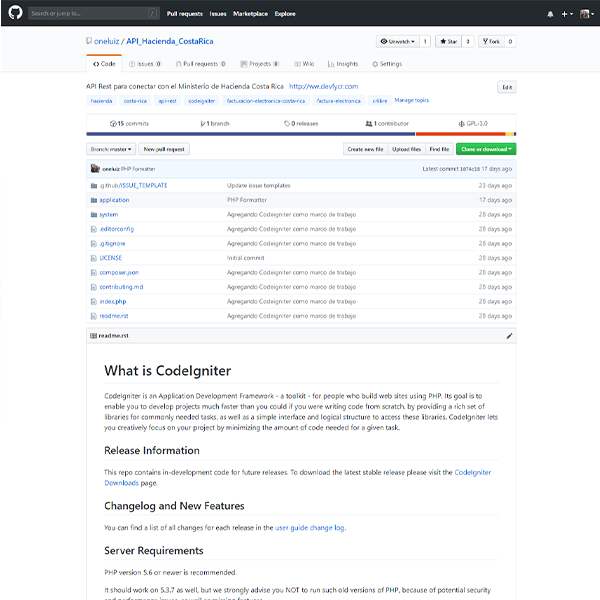 Search or jump to... /
Pull requests Issues Marketplace Explore
oneluiz / API_Hacienda_CostaRica
Unwatch 1 Star 0 Fork 0
Code Issues 0 Pull requests 0 Projects 0 Wiki Insights Settings
API Rest para conectar con el Ministerio de Hacienda Costa Rica http://ww.devfycr.com Edit
hacienda costa-rica api-rest codeigniter facturacion-electronica-costa-rica factura-electronica crlibre Manage topics
15 commits 1 branch 0 releases 1 contributor GPL-3.0
Branch: master New pull request Create new file Upload files Find file Clone or download
oneluiz PHP Formatter Latest commit 17 days ago
.github/ISSUE_TEMPLATE Update issue templates 23 days ago
application PHP Formatter 17 days ago
system Agregando Codeigniter como marco de trabajo 28 days ago
.editorconfig Agregando Codeigniter como marco de trabajo 28 days ago
.gitignore Agregando Codeigniter como marco de trabajo 28 days ago
LICENSE Initial commit 28 days ago
composer.json Agregando Codeigniter como marco de trabajo 28 days ago
contributing.md Agregando Codeigniter como marco de trabajo 28 days ago
index.php Agregando Codeigniter como marco de trabajo 28 days ago
readme.rst Agregando Codeigniter como marco de trabajo 28 days ago
readme.rst
What is CodeIgniter
CodeIgniter is an Application Development Framework - a toolkit - for people who build web sites using PHP. Its goal is to
enable you to develop projects much faster than you could if you were writing code from scratch, by providing a rich set of
libraries for commonly needed tasks, as well as a simple interface and logical structure to access these libraries. CodeIgniter lets
you creatively focus on your project by minimizing the amount of code needed for a given task.
Release Information
This repo contains in-development code for future releases. To download the latest stable release please visit the CodeIgniter
Downloads page.
Changelog and New Features
You can find a list of all changes for each release in the user guide change log.
Server Requirements
PHP version 5.6 or newer is recommended.
It should work on 5.3.7 as well, but we strongly advise you NOT to run such old versions of PHP, because of potential security